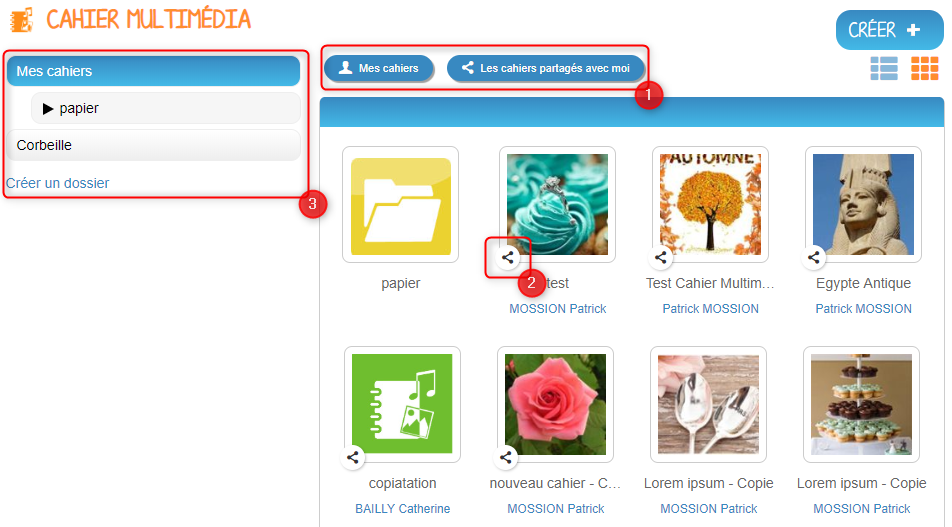 CAHIER MULTIMÉDIA
CRÉER +
Mes cahiers
papier
Corbeille
Créer un dossier
3
Mes cahiers
Les cahiers partagés avec moi
1
AUTOMNE
papier
2
test
MOSSION Patrick
Test Cahier Multim...
Patrick MOSSION
Egypte Antique
Patrick MOSSION
copiatation
BAILLY Catherine
nouveau cahier - C...
MOSSION Patrick
Lorem ipsum - Copie
MOSSION Patrick
Lorem ipsum - Copie
MOSSION Patrick